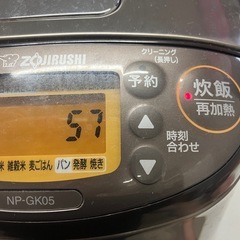 ZOJIRUSHI
クリーニング
(長押し)
予約
炊飯
再加熱
57
時刻
合わせ
米 雑穀米 麦ごはん パン 発酵 焼き
NP-GK05